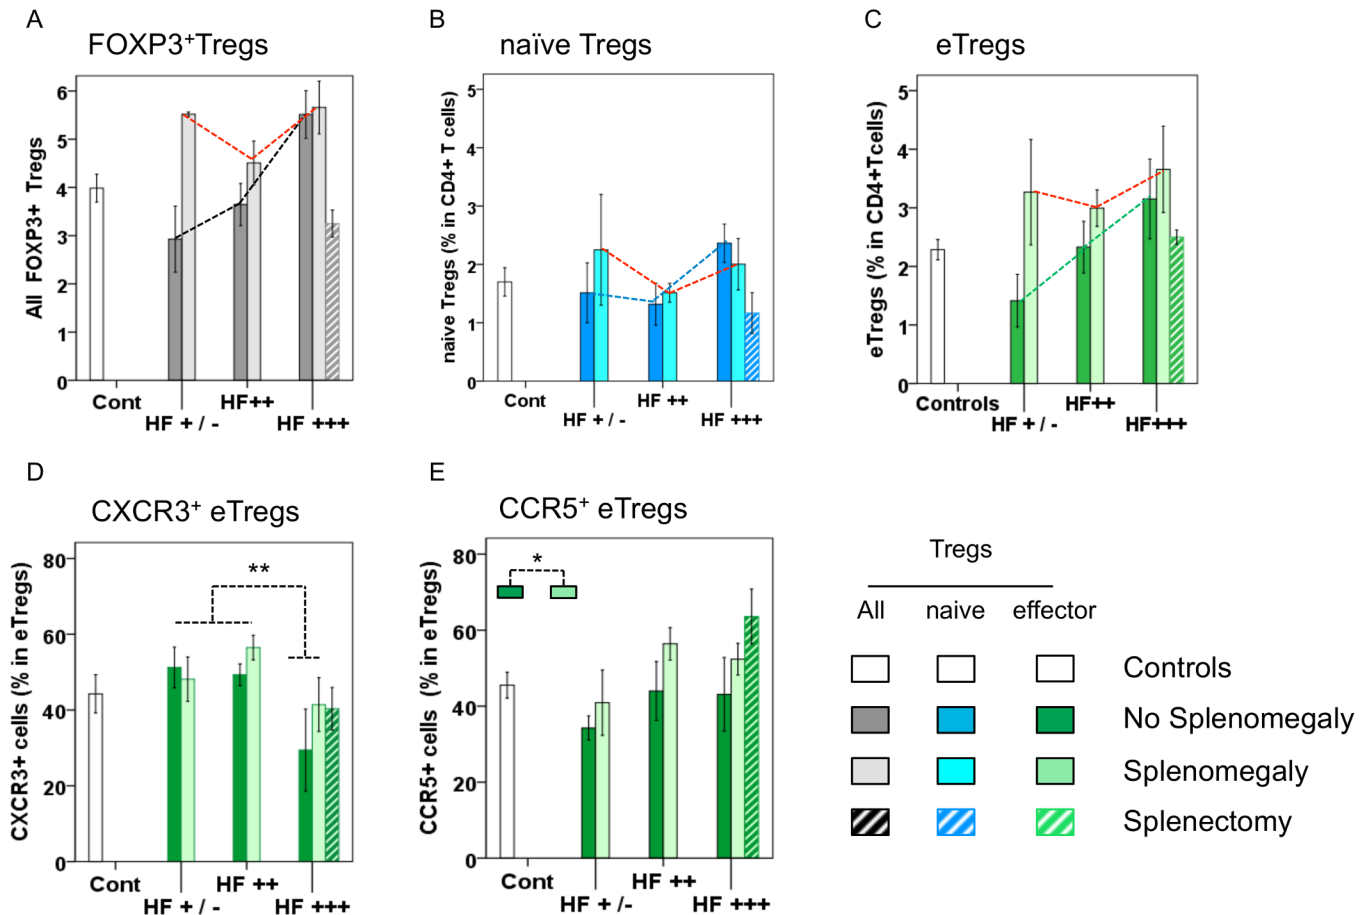 A
FOXP3+Tregs
All FOXP3+ Tregs
6
5
4
3
2
1
0
Cont
HF + / -
HF++
HF +++
B
naïve Tregs
naive Tregs (% in CD4+ T cells)
5
4
3
2
1
0
Cont
HF + / -
HF ++
HF +++
C
eTregs
eTregs (% in CD4+Tcells)
5
4
3
2
1
0
Controls
HF + / -
HF++
HF+++
D
CXCR3+ eTregs
CXCR3+ cells (% in eTregs)
80
60
40
20
0
**
Cont
HF + / -
HF ++
HF +++
E
CCR5+ eTregs
CCR5+ cells (% in eTregs)
80
60
40
20
0
*
Cont
HF + /-
HF ++
HF +++
Tregs
All naive effector
Controls
No Splenomegaly
Splenomegaly
Splenectomy